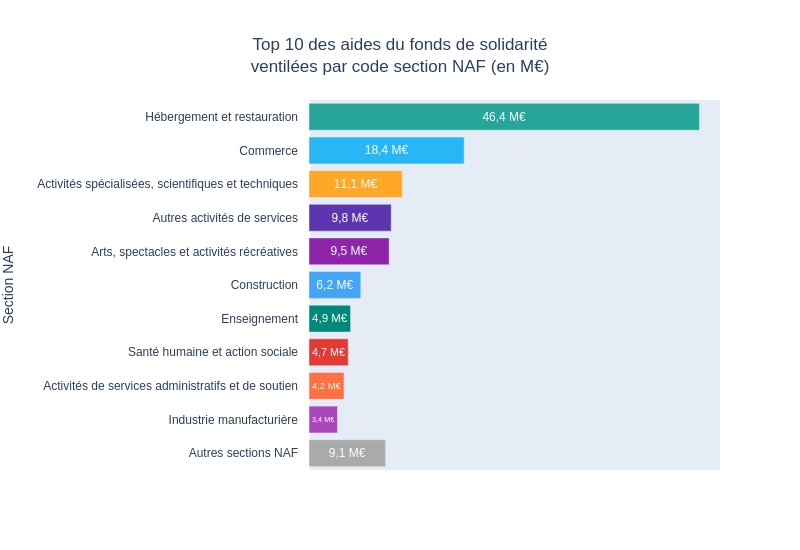 Top 10 des aides du fonds de solidarité
ventilées par code section NAF (en M€)
Section NAF
Hébergement et restauration 46,4 M€
Commerce 18,4 M€
Activités spécialisées, scientifiques et techniques 11,1 M€
Autres activités de services 9,8 M€
Arts, spectacles et activités récréatives 9,5 M€
Construction 6,2 M€
Enseignement 4,9 M€
Santé humaine et action sociale 4,7 M€
Activités de services administratifs et de soutien 4,2 M€
Industrie manufacturière 3,4 M€
Autres sections NAF 9,1 M€